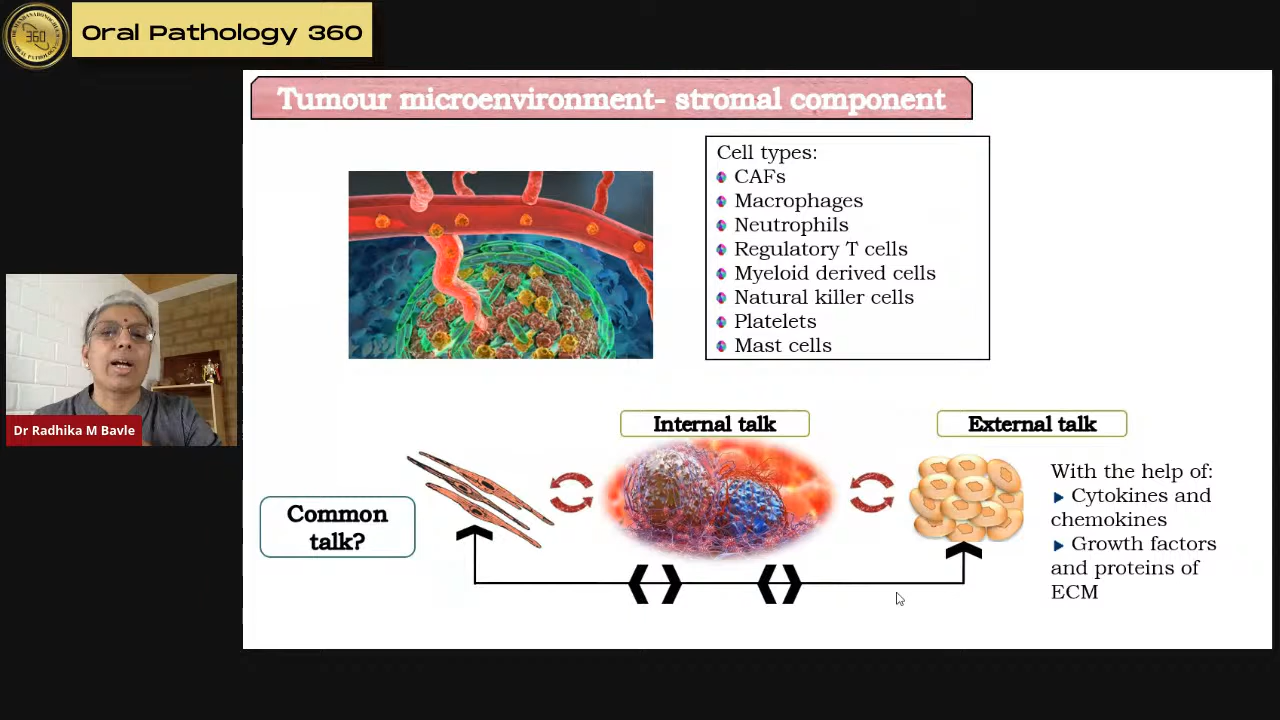 360
Oral Pathology 360
Tumour microenvironment- stromal component
Cell types:
CAFs
Macrophages
Neutrophils
Regulatory T cells
Myeloid derived cells
Natural killer cells
Platelets
Mast cells
Dr Radhika M Bavle
Internal talk
External talk
Common
talk?
With the help of:
Cytokines and
chemokines
Growth factors
and proteins of
ECM